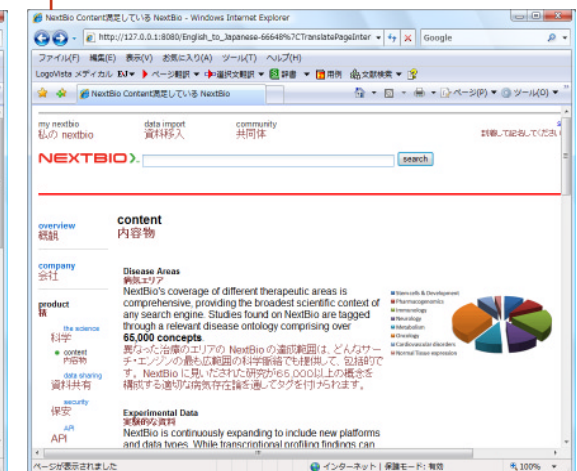 NextBio Content満足している NextBio - Windows Internet Explorer
http://127.0.0.1:8080/English_to_Japanese-66648%7CTranslatePageInter
Google
ファイル(F) 編集(E) 表示(V) お気に入り(A) ツール(T) ヘルプ(H)
LogoVista メディカル ページ翻訳 選択文翻訳 辞書 用例 文献検索
NextBio Content満足している NextBio
ページ(P) ツール(O)
my nextbio data import community
私の nextbio 資料移入 共同体
NEXTBIO
search
overview
概観
content
内容物
company
会社
Disease Areas
病気エリア
NextBio's coverage of different therapeutic areas is
comprehensive, providing the broadest scientific context of
any search engine. Studies found on NextBio are tagged
through a relevant disease ontology comprising over
65,000 concepts.
異なった治療のエリアの NextBio の達成範囲は、どんなサー
チ・エンジンの最も広範囲の科学脈絡でも提供して、包括的で
す。 NextBio に見いだされた研究が65,000以上の概念を
構成する適切な病気存在論を通してタグを付けられます。
Stem cells & Development
Pharmacogenomics
Immunology
Neurology
Metabolism
Oncology
Cardiovascular disorders
Normal Tissue expression
product
積
the science
科学
content
内容物
data sharing
資料共有
security
保安
API
API
Experimental Data
実験的な資料
NextBio is continuously expanding to include new platforms
and data types. While transcriptional profiling findings can
ページが表示されました
インターネット | 保護モード: 有効
100%